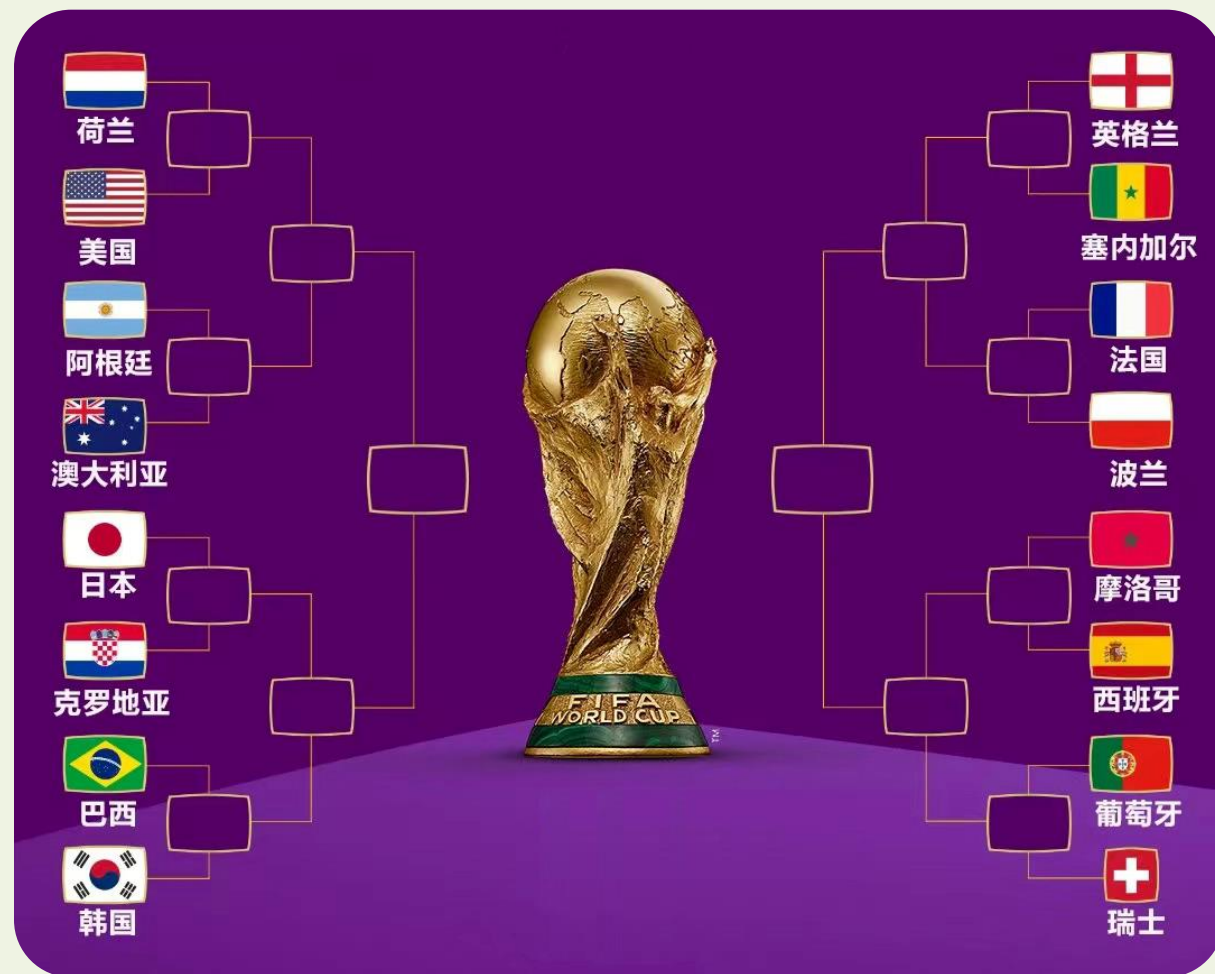 荷兰
美国
阿根廷
澳大利亚
日本
克罗地亚
巴西
韩国
FIFA
WORLD CUP
TM
英格兰
塞内加尔
法国
波兰
摩洛哥
西班牙
葡萄牙
瑞士